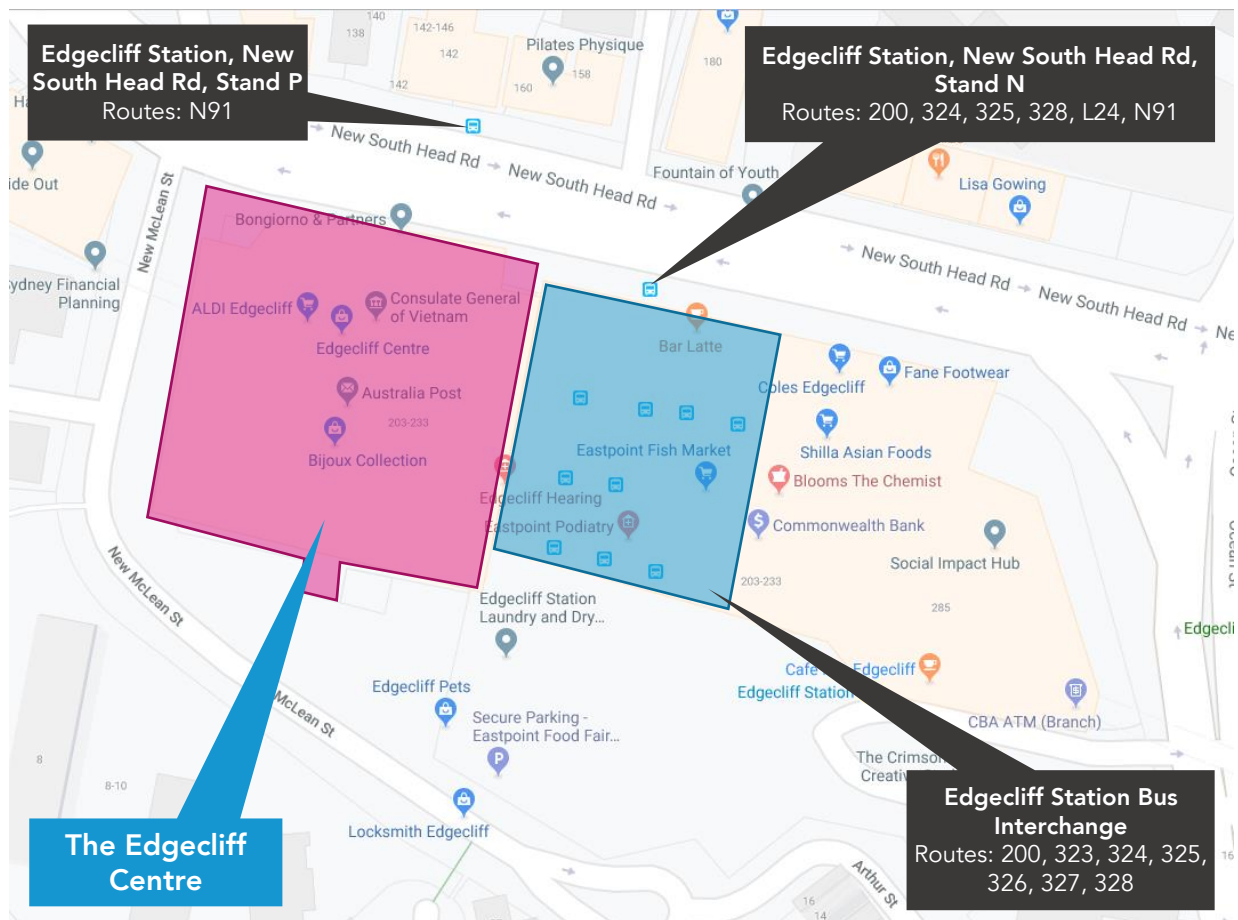 Edgecliff Station, New
South Head Rd, Stand P
Routes: N91
Edgecliff Station, New South Head Rd,
Stand N
Routes: 200, 324, 325, 328, L24, N91
140
142-146
138
142
142
Pilates Physique
158
160
180
New South Head Rd
New South Head Rd
Fountain of Youth
Lisa Gowing
ide Out
New McLean St
Bongiorno & Partners
New South Head Rd
New South Head Rd
Sydney Financial
Planning
ALDI Edgecliff
Consulate General
of Vietnam
Edgecliff Centre
Bar Latte
Coles Edgecliff
Fane Footwear
Australia Post
203-233
Bijoux Collection
Eastpoint Fish Market
Shilla Asian Foods
Edgecliff Hearing
Blooms The Chemist
Eastpoint Podiatry
Commonwealth Bank
Social Impact Hub
Ocean St
New McLean St
203-233
285
Edgecliff Station
Laundry and Dry...
Edgecli
Edgecliff
Edgecliff Station
Edgecliff Pets
McLean St
CBA ATM (Branch)
Secure Parking -
Eastpoint Food Fair...
The Crimson
8
8-10
Locksmith Edgecliff
The Edgecliff
Centre
Edgecliff Station Bus
Interchange
Routes: 200, 323, 324, 325,
326, 327, 328
Arthur St
16
14
16